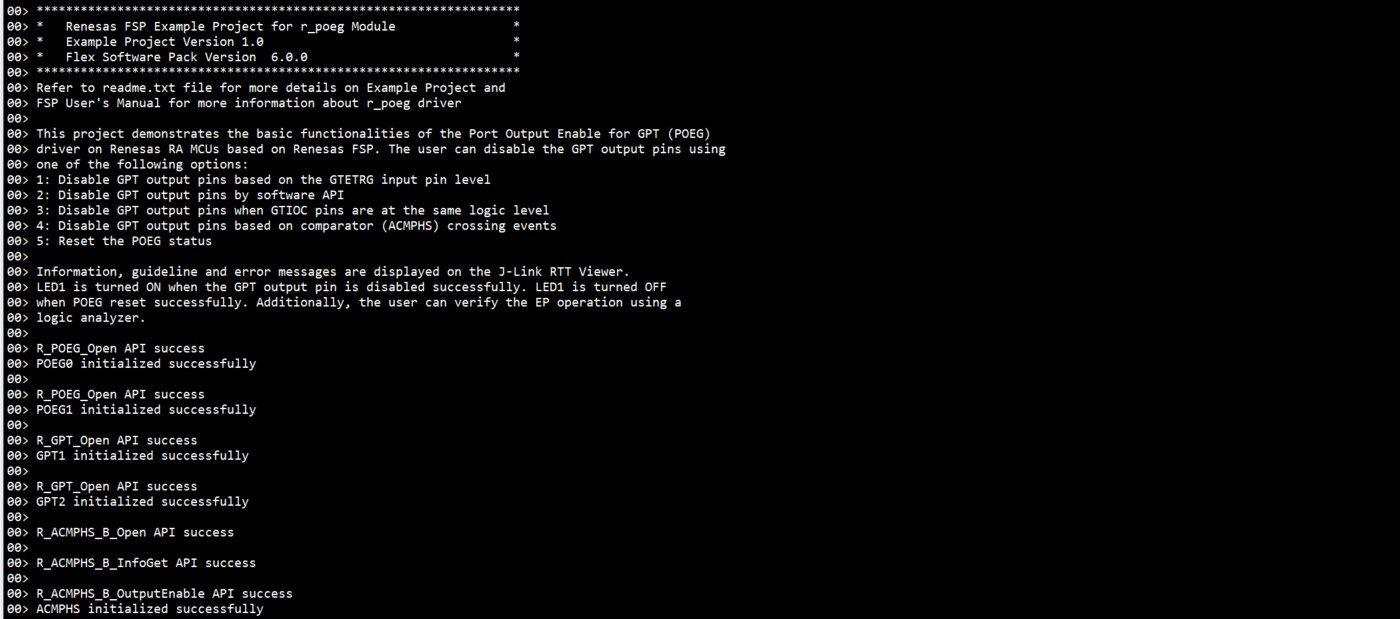 00> ******************************************************************
00> *   Renesas FSP Example Project for r_poeg Module                *
00> *   Example Project Version 1.0                                  *
00> *   Flex Software Pack Version  6.0.0                            *
00> ******************************************************************
00> Refer to readme.txt file for more details on Example Project and
00> FSP User's Manual for more information about r_poeg driver
00>
00> This project demonstrates the basic functionalities of the Port Output Enable for GPT (POEG)
00> driver on Renesas RA MCUs based on Renesas FSP. The user can disable the GPT output pins using
00> one of the following options:
00> 1: Disable GPT output pins based on the GTETRG input pin level
00> 2: Disable GPT output pins by software API
00> 3: Disable GPT output pins when GTIOC pins are at the same logic level
00> 4: Disable GPT output pins based on comparator (ACMPHS) crossing events
00> 5: Reset the POEG status
00>
00> Information, guideline and error messages are displayed on the J-Link RTT Viewer.
00> LED1 is turned ON when the GPT output pin is disabled successfully. LED1 is turned OFF
00> when POEG reset successfully. Additionally, the user can verify the EP operation using a
00> logic analyzer.
00>
00> R_POEG_Open API success
00> POEG0 initialized successfully
00>
00> R_POEG_Open API success
00> POEG1 initialized successfully
00>
00> R_GPT_Open API success
00> GPT1 initialized successfully
00>
00> R_GPT_Open API success
00> GPT2 initialized successfully
00>
00> R_ACMPHS_B_Open API success
00>
00> R_ACMPHS_B_InfoGet API success
00>
00> R_ACMPHS_B_OutputEnable API success
00> ACMPHS initialized successfully